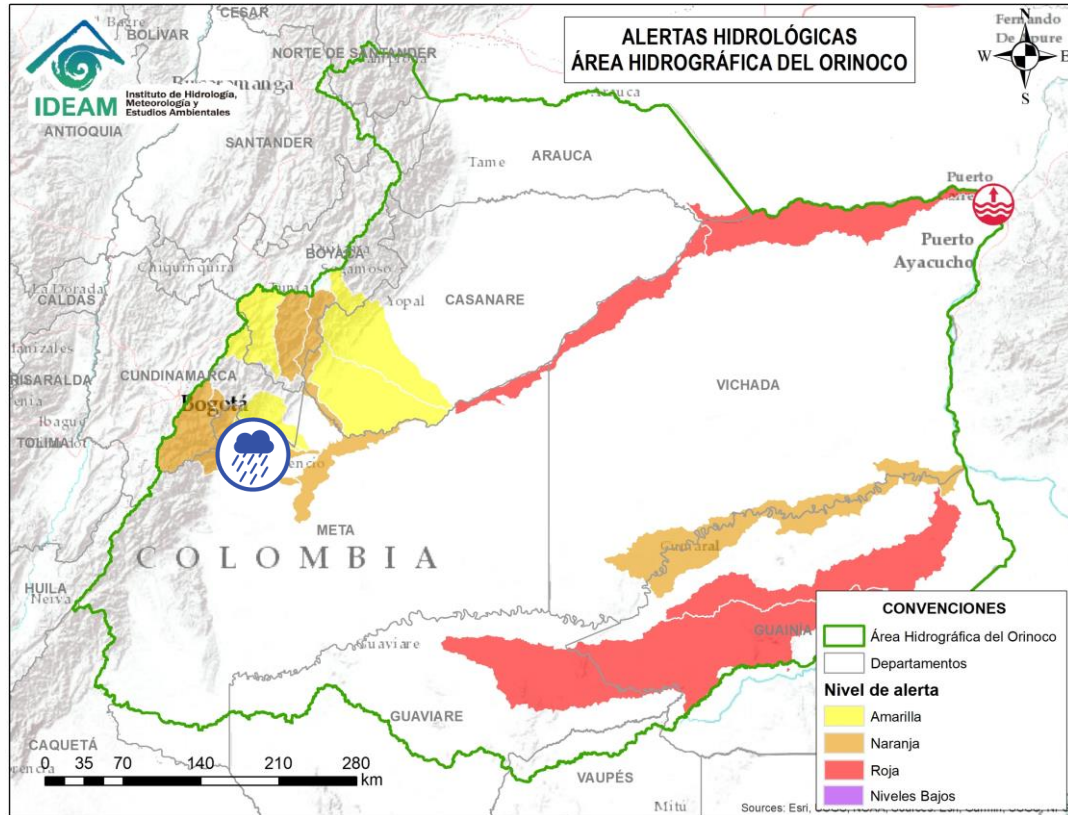 ALERTAS HIDROLÓGICAS
ÁREA HIDROGRÁFICA DEL ORINOCO
IDEAM
Instituto de Hidrología,
Meteorología y
Estudios Ambientales
N
W E
S
CESAR
BOLÍVAR
NORTE DE SANTANDER
ANTIOQUIA
SANTANDER
Arauca
ARAUCA
Tame
Fernando
De Apure
Puerto
Puerto
Ayacucho
BOYACÁ
Chiquinquira
Yopal
CASANARE
La Dorada
CALDAS
RISARALDA
CUNDINAMARCA
Bogotá
Ibague
TOLIMA
VICHADA
META
COLOMBIA
HUILA
Neiva
Guaviare
GUAINÍA
GUAVIARE
CAQUETÁ
VAUPÉS
Mitú
0 35 70 140 210 280
km
CONVENCIONES
Área Hidrográfica del Orinoco
Departamentos
Nivel de alerta
Amarilla
Naranja
Roja
Niveles Bajos
Sources: Esri,